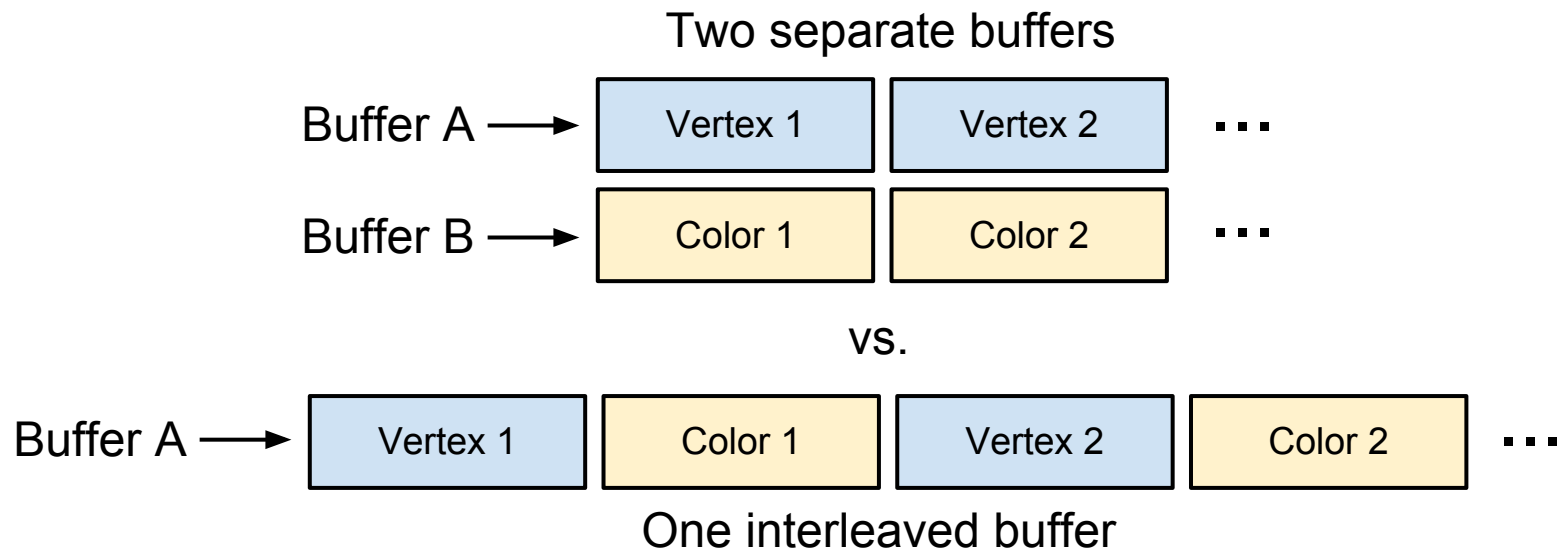 Two separate buffers
Buffer A Vertex 1 Vertex 2 ...
Buffer B Color 1 Color 2 ...
vs.
Buffer A Vertex 1 Color 1 Vertex 2 Color 2 ...
One interleaved buffer